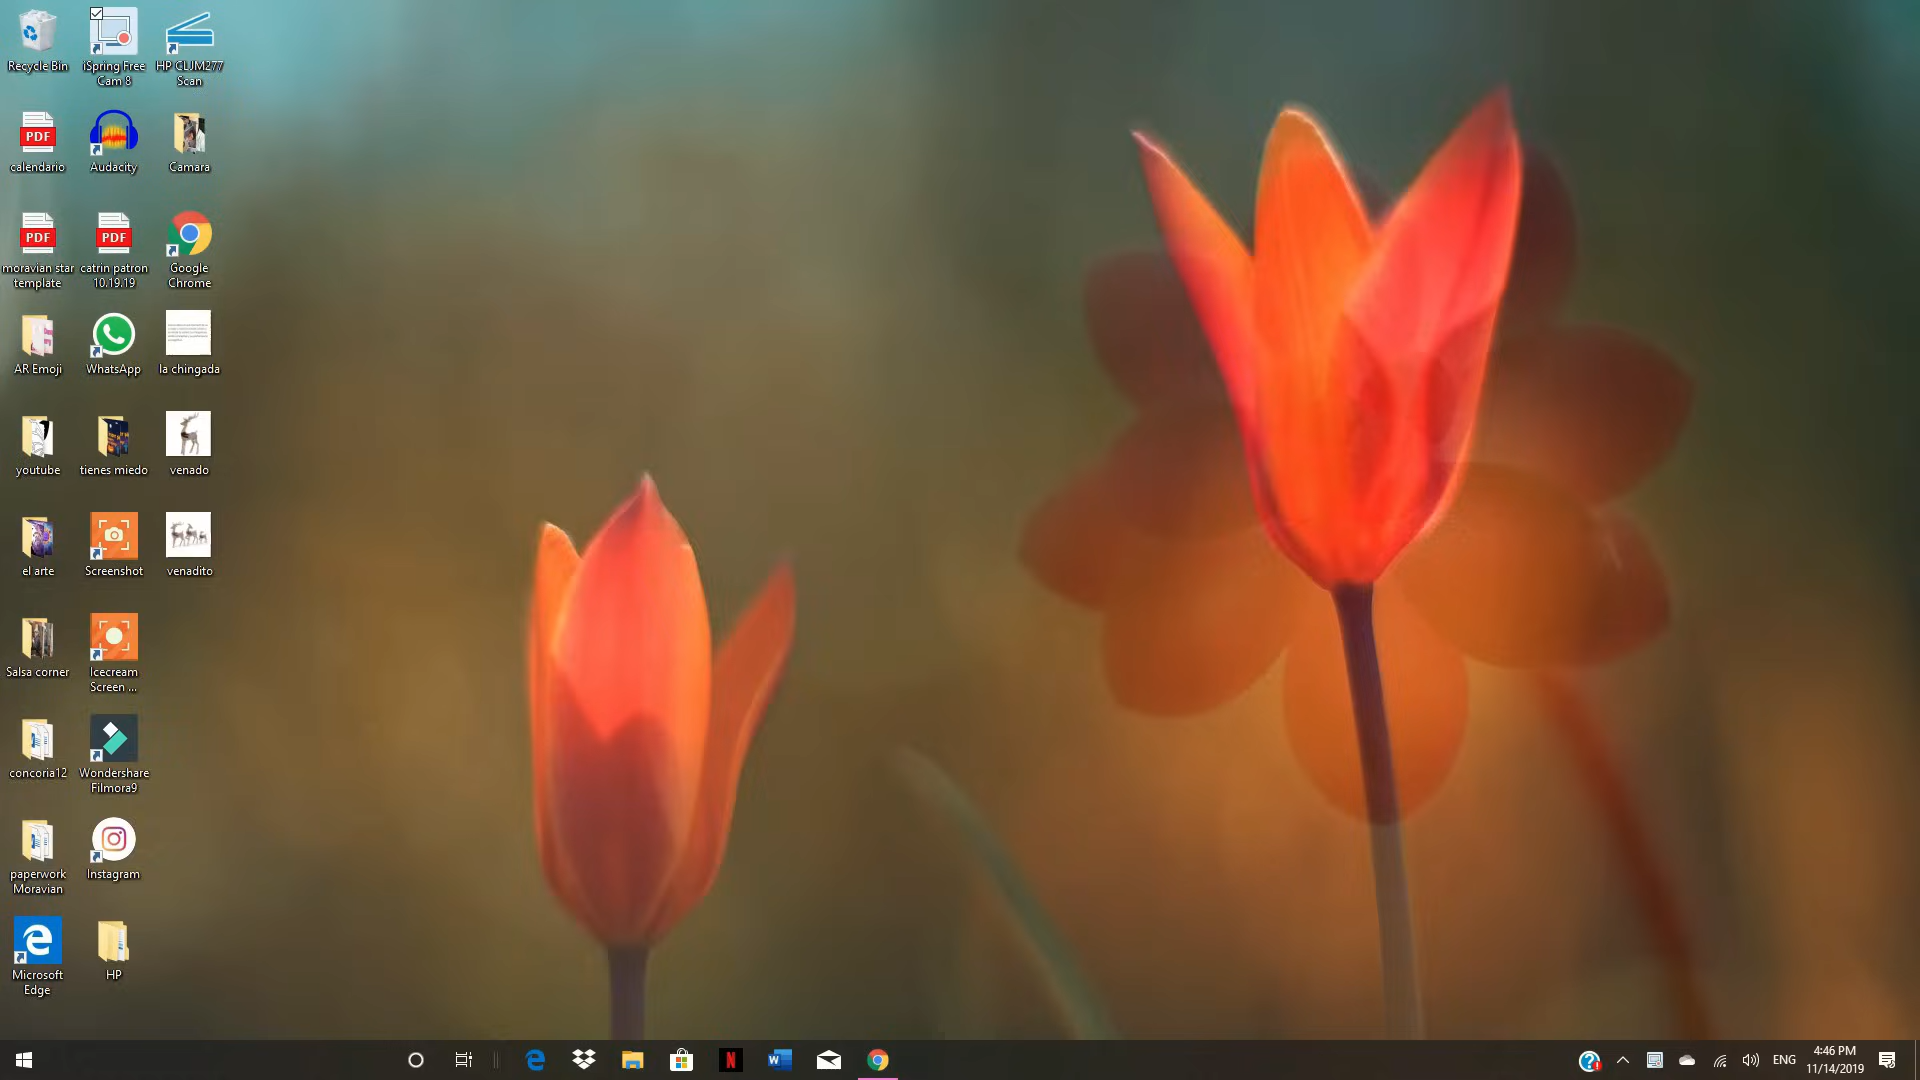 Recycle Bin
iSpring Free
Cam 8
HP CLJM277
Scan
PDF
calendario
Audacity
Camara
PDF
moravian star
template
PDF
catrin patron
10.19.19
Google
Chrome
AR Emoji
WhatsApp
la chingada
youtube
tienes miedo
venado
el arte
Screenshot
venadito
Salsa corner
Icecream
Screen ...
concoria12
Wondershare
Filmora9
paperwork
Moravian
Instagram
Microsoft
Edge
HP
ENG
4:46 PM
11/14/2019